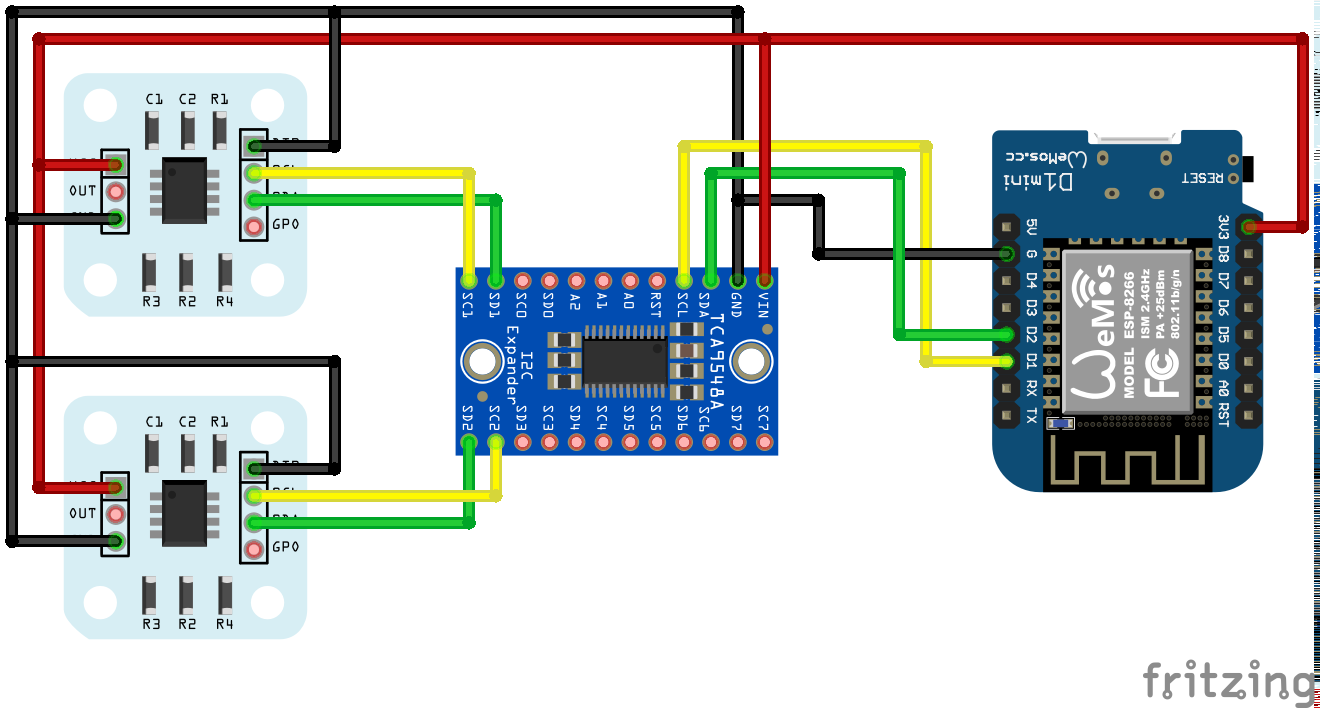 C1 C2 R1
OUT
GPO
R3 R2 R4
SC1 SD1 SC0 SD0 A2 A1 A0 RST SCL SDA GND VIN
I2C
Expander
TCA9548A
SD2 SC2 SD3 SC3 SD4 SC4 SD5 SC5 SD6 SC6 SD7 SC7
C1 C2 R1
OUT
GPO
R3 R2 R4
WeMos.cc
D1mini
RESET
5V
G
D4
D3
D2
D1
RX
TX
3V3
D8
D7
D6
D5
D0
A0
RST
WeMos
MODEL ESP-8266
ISM 2.4GHz
PA +25dBm
802.11b/g/n
FC
fritzing